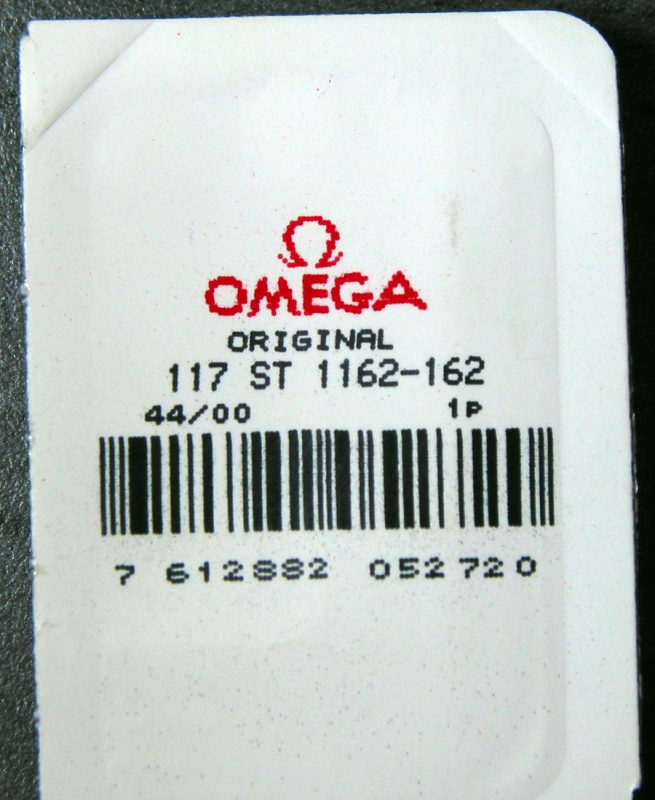 Ω
OMEGA
ORIGINAL
117 ST 1162-162
44/00 1P
7 612882 052720